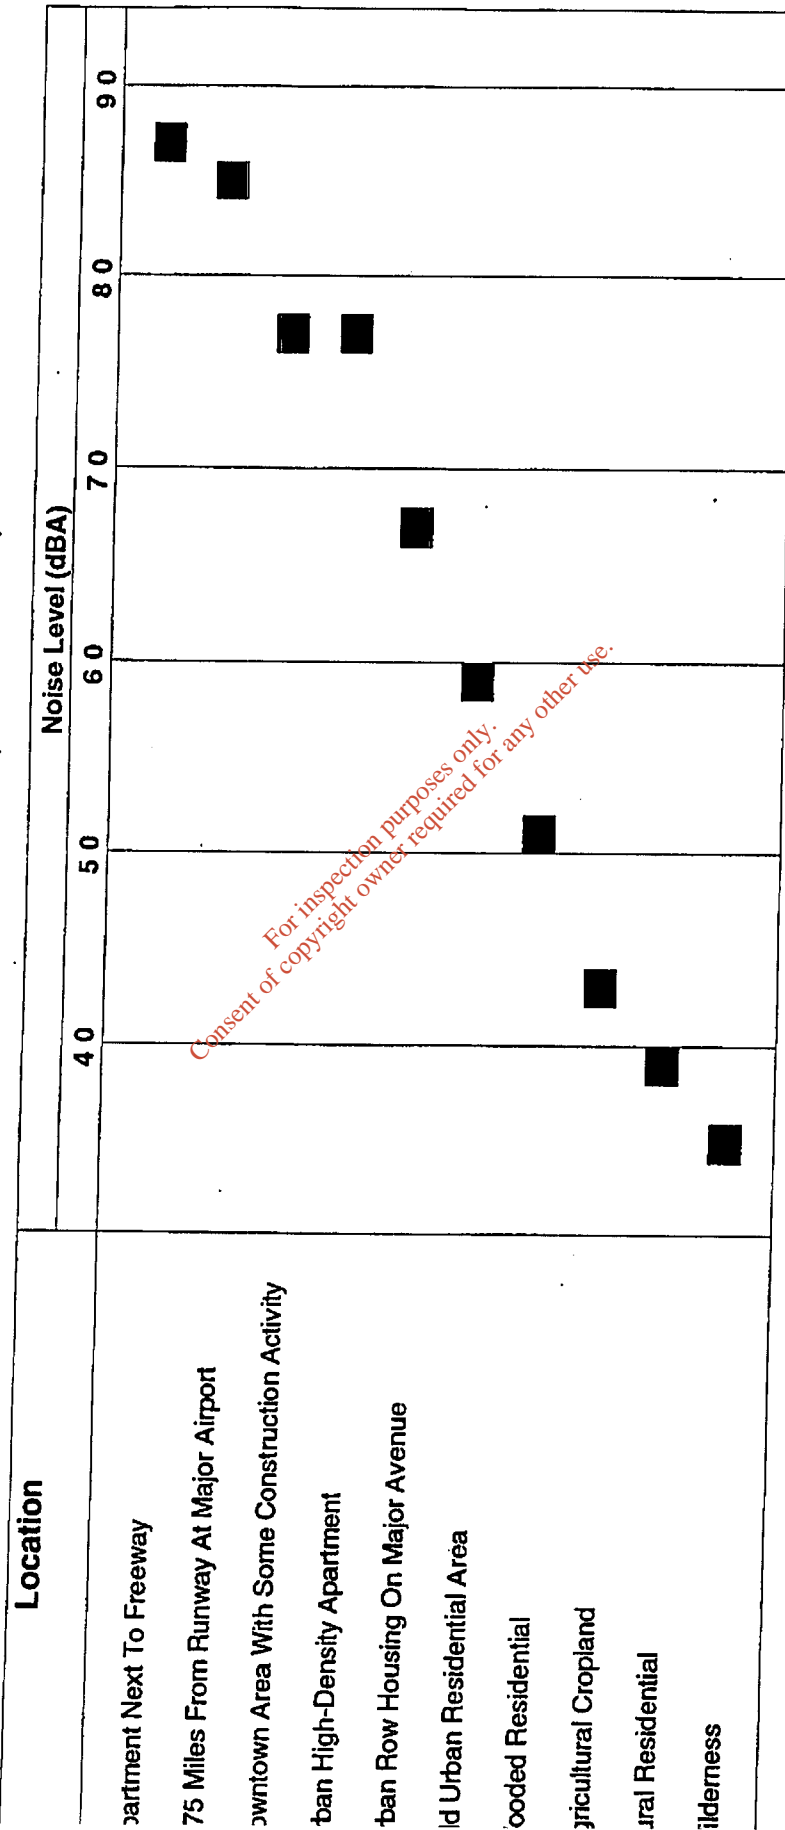 Location
Noise Level (dBA)
40 50 60 70 80 90
partment Next To Freeway
75 Miles From Runway At Major Airport
owntown Area With Some Construction Activity
ban High-Density Apartment
ban Row Housing On Major Avenue
ld Urban Residential Area
ooded Residential
gricultural Cropland
ural Residential
ilderness
For inspection purposes only.
Consent of copyright owner required for any other use.